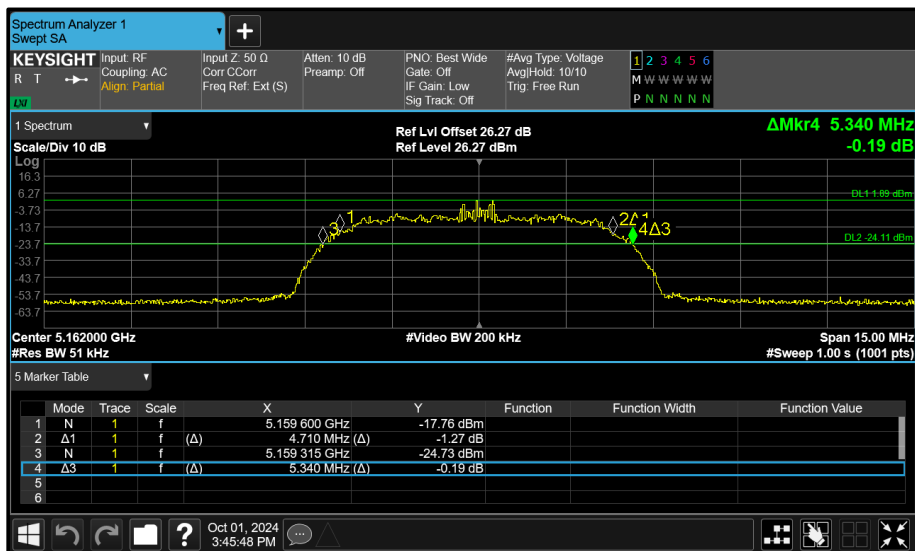 Spectrum Analyzer 1
Swept SA
+
KEYSIGHT
R T
LXI
Input: RF
Coupling: AC
Align: Partial
Input Z: 50 Ω
Corr CCorr
Freq Ref: Ext (S)
Atten: 10 dB
Preamp: Off
PNO: Best Wide
Gate: Off
IF Gain: Low
Sig Track: Off
#Avg Type: Voltage
Avg|Hold: 10/10
Trig: Free Run
1 2 3 4 5 6
M W W W W W
P N N N N N
1 Spectrum
Scale/Div 10 dB
Ref Lvl Offset 26.27 dB
Ref Level 26.27 dBm
ΔMkr4 5.340 MHz
-0.19 dB
Log
16.3
6.27
-3.73
-13.7
-23.7
-33.7
-43.7
-53.7
-63.7
DL1 1.89 dBm
1
3
2Δ1
4Δ3
DL2 -24.11 dBm
Center 5.162000 GHz
#Video BW 200 kHz
Span 15.00 MHz
#Res BW 51 kHz
#Sweep 1.00 s (1001 pts)
5 Marker Table
Mode Trace Scale X Y Function Function Width Function Value
1 N 1 f 5.159 600 GHz -17.76 dBm
2 Δ1 1 f (Δ) 4.710 MHz (Δ) -1.27 dB
3 N 1 f 5.159 315 GHz -24.73 dBm
4 Δ3 1 f (Δ) 5.340 MHz (Δ) -0.19 dB
5
6
?
Oct 01, 2024
3:45:48 PM